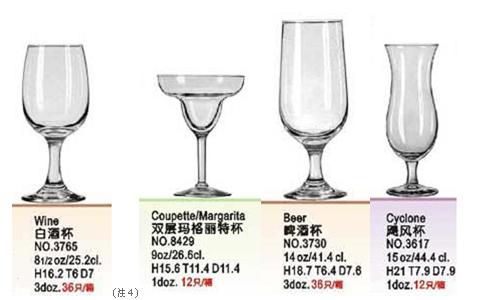 Wine
白酒杯
NO.3765
8 1/2 oz/25.2cl.
H16.2 T6 D7
3doz. 36只/箱
(注4)
Coupette/Margarita
双层玛格丽特杯
NO.8429
9oz/26.6cl.
H15.6 T11.4 D11.4
1doz. 12只/箱
Beer
啤酒杯
NO.3730
14oz/41.4 cl.
H18.7 T6.4 D7.6
3doz. 36只/箱
Cyclone
飓风杯
NO.3617
15oz/44.4 cl.
H21 T7.9 D7.9
1doz.12只/箱